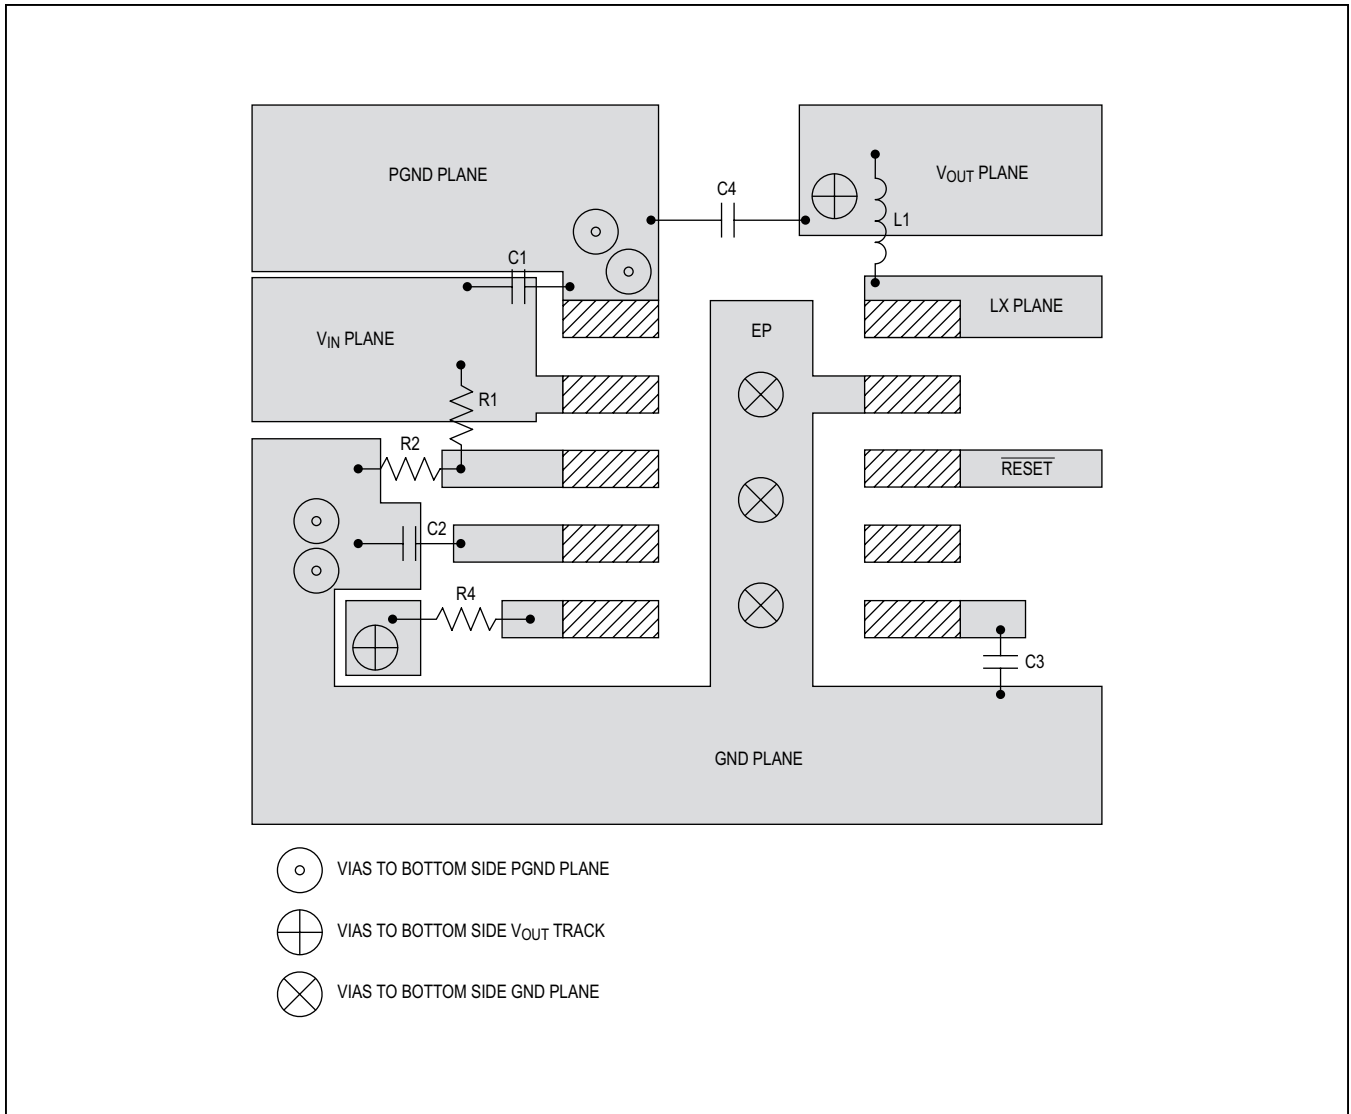 PGND PLANE
VOUT PLANE
C4
L1
C1
LX PLANE
EP
VIN PLANE
R1
R2
RESET
C2
R4
C3
GND PLANE
VIAS TO BOTTOM SIDE PGND PLANE
VIAS TO BOTTOM SIDE VOUT TRACK
VIAS TO BOTTOM SIDE GND PLANE